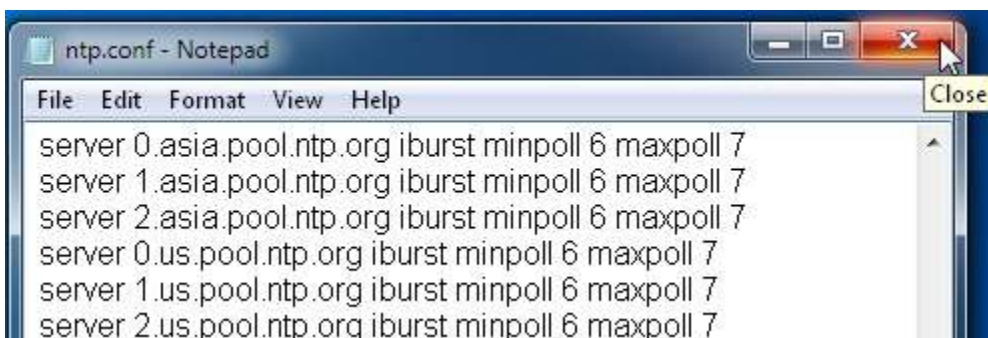 ntp.conf - Notepad
File Edit Format View Help
Close
server 0.asia.pool.ntp.org iburst minpoll 6 maxpoll 7
server 1.asia.pool.ntp.org iburst minpoll 6 maxpoll 7
server 2.asia.pool.ntp.org iburst minpoll 6 maxpoll 7
server 0.us.pool.ntp.org iburst minpoll 6 maxpoll 7
server 1.us.pool.ntp.org iburst minpoll 6 maxpoll 7
server 2.us.pool.ntp.org iburst minpoll 6 maxpoll 7